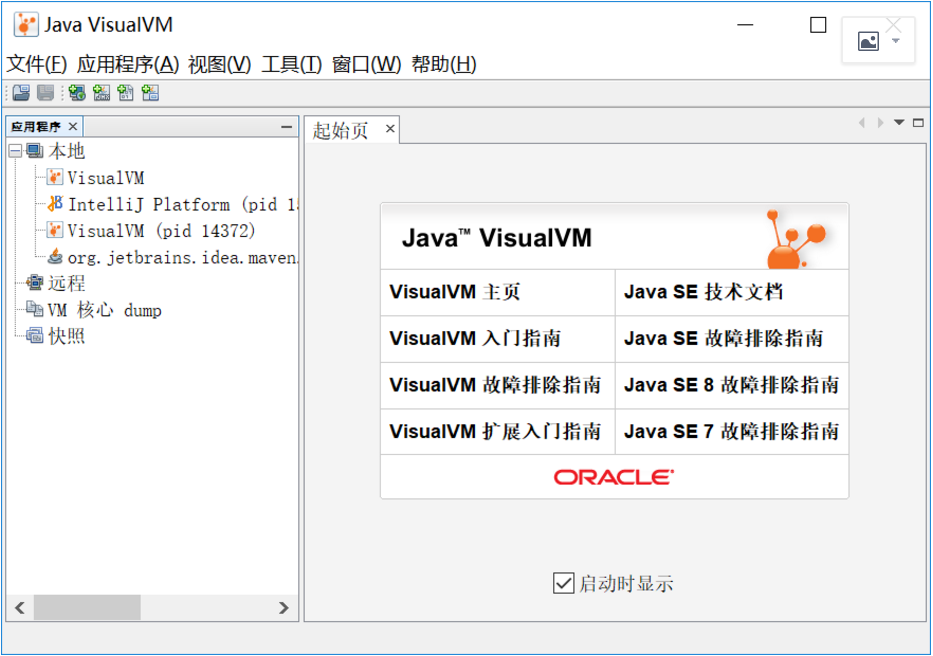 Java VisualVM
文件(F) 应用程序(A) 视图(V) 工具(T) 窗口(W) 帮助(H)
应用程序
本地
VisualVM
IntelliJ Platform (pid
VisualVM (pid 14372)
org.jetbrains.idea.maven.
远程
VM 核心 dump
快照
起始页
Java™ VisualVM
VisualVM 主页
Java SE 技术文档
VisualVM 入门指南
Java SE 故障排除指南
VisualVM 故障排除指南
Java SE 8 故障排除指南
VisualVM 扩展入门指南
Java SE 7 故障排除指南
ORACLE
启动时显示